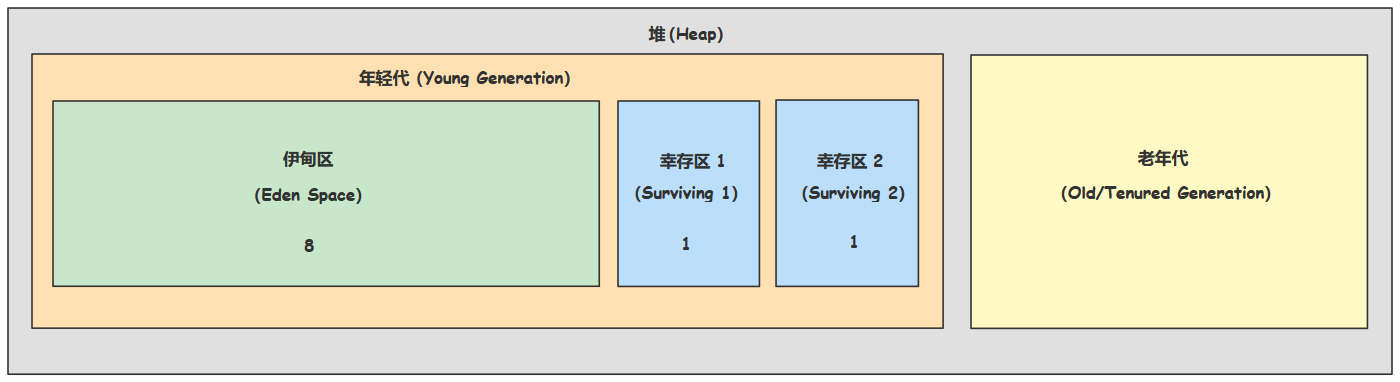 堆 (Heap)
年轻代 (Young Generation)
伊甸区
(Eden Space)
8
幸存区 1
(Surviving 1)
1
幸存区 2
(Surviving 2)
1
老年代
(Old/Tenured Generation)